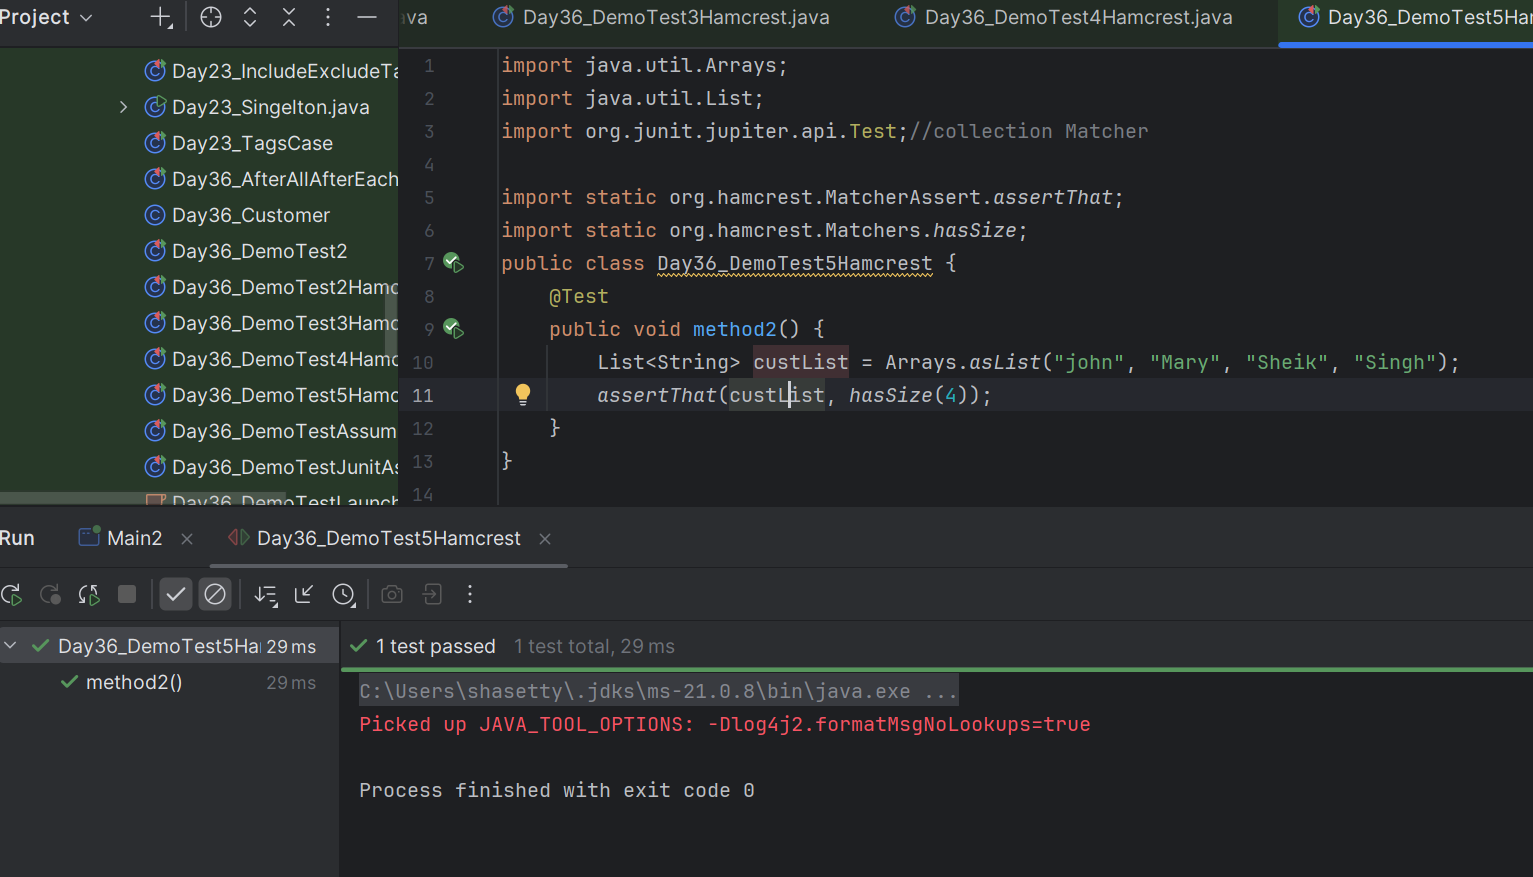 Project
Day36_DemoTest3Hamcrest.java
Day36_DemoTest4Hamcrest.java
Day36_DemoTest5Ha
Day23_IncludeExcludeTa
Day23_Singelton.java
Day23_TagsCase
Day36_AfterAllAfterEach
Day36_Customer
Day36_DemoTest2
Day36_DemoTest2Hamc
Day36_DemoTest3Hamc
Day36_DemoTest4Hamc
Day36_DemoTest5Hamc
Day36_DemoTestAssum
Day36_DemoTestJunitAs
Day36_DemoTestLaunch
1 import java.util.Arrays;
2 import java.util.List;
3 import org.junit.jupiter.api.Test;//collection Matcher
4
5 import static org.hamcrest.MatcherAssert.assertThat;
6 import static org.hamcrest.Matchers.hasSize;
7 public class Day36_DemoTest5Hamcrest {
8 @Test
9 public void method2() {
10 List<String> custList = Arrays.asList("john", "Mary", "Sheik", "Singh");
11 assertThat(custList, hasSize(4));
12 }
13 }
14
Run Main2 Day36_DemoTest5Hamcrest
Day36_DemoTest5Ha 29 ms
method2() 29 ms
1 test passed 1 test total, 29 ms
C:\Users\shasetty\.jdks\ms-21.0.8\bin\java.exe ...
Picked up JAVA_TOOL_OPTIONS: -Dlog4j2.formatMsgNoLookups=true
Process finished with exit code 0